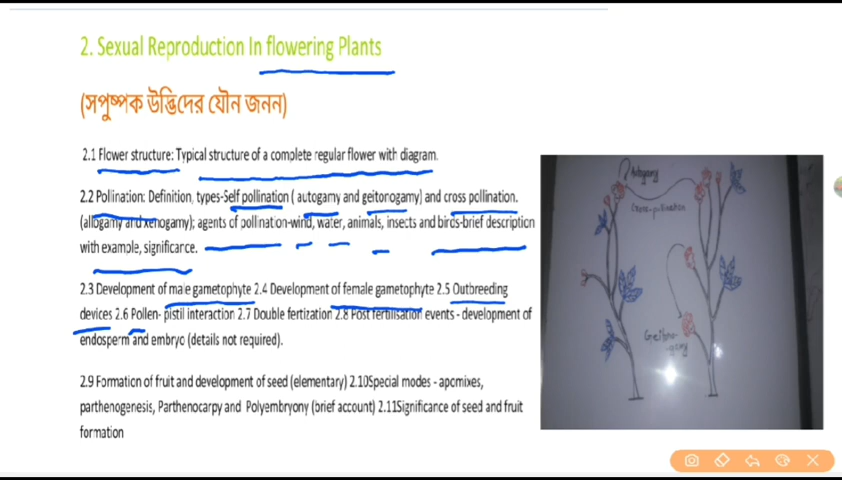 2. Sexual Reproduction In flowering Plants
(সপুষ্পক উদ্ভিদের যৌন জনন)
2.1 Flower structure: Typical structure of a complete regular flower with diagram.
2.2 Pollination: Definition, types-Self pollination ( autogamy and geitonogamy) and cross pollination.
(allogamy and xenogamy); agents of pollination-wind, water, animals, insects and birds-brief description
with example, significarce.
2.3 Development of male gametophyte 2.4 Development of female gametophyte 2.5 Outbreeding
devices 2.6 Pollen- pistil interaction 2.7 Double fertization 2.8 Post fertilisation events - development of
endosperm and embryo (details not required).
2.9 Formation of fruit and development of seed (elementary) 2.10Special modes - apomixes,
parthenogenesis, Parthenocarpy and Polyembryony (brief account) 2.11Significance of seed and fruit
formation
Autogamy
Cross-pollination